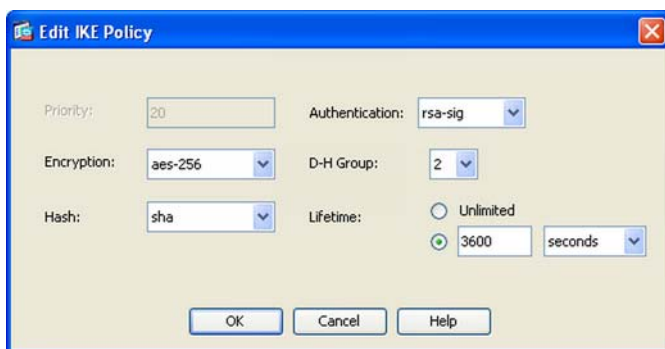 Edit IKE Policy
Priority: 20 Authentication: rsa-sig
Encryption: aes-256 D-H Group: 2
Hash: sha Lifetime: Unlimited
3600 seconds
OK Cancel Help